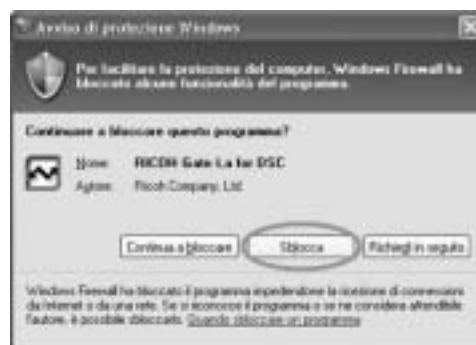 Avviso di protezione Windows
Per facilitare la protezione del computer, Windows Firewall ha
bloccato alcune funzionalità del programma.
Continuare a bloccare questo programma?
Nome: RICOH Gate La for DSC
Autore: Ricoh Company, Ltd.
Continua a bloccare Sblocca Richiedi in seguito
Windows Firewall ha bloccato il programma impedendone la ricezione di connessioni
da Internet o da una rete. Se si riconosce il programma o se ne considera attendibile
l'autore, è possibile sbloccarlo. Quando sbloccare un programma